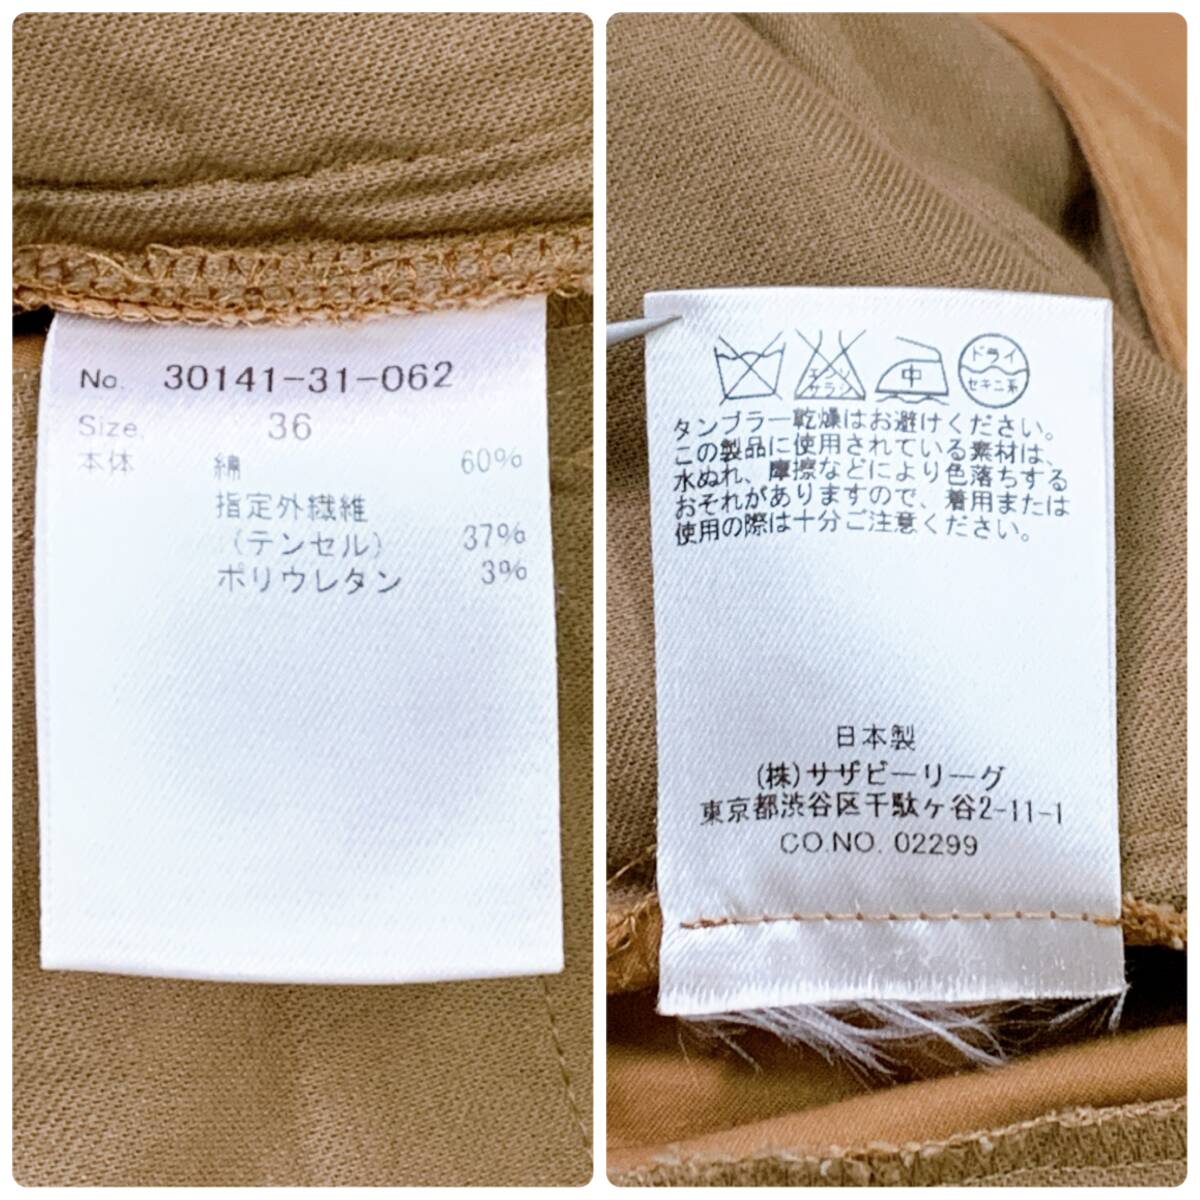 No. 30141-31-062
Size. 36
本体 綿 60%
指定外繊維
(テンセル) 37%
ポリウレタン 3%
エンソ
サラシ
中
ドライ
セキユ系
タンブラー乾燥はお避けください。
この製品に使用されている素材は、
水ぬれ、摩擦などにより色落ちする
おそれがありますので、着用または
使用の際は十分ご注意ください。
日本製
(株)サザビーリーグ
東京都渋谷区千駄ヶ谷2-11-1
CO.NO. 02299